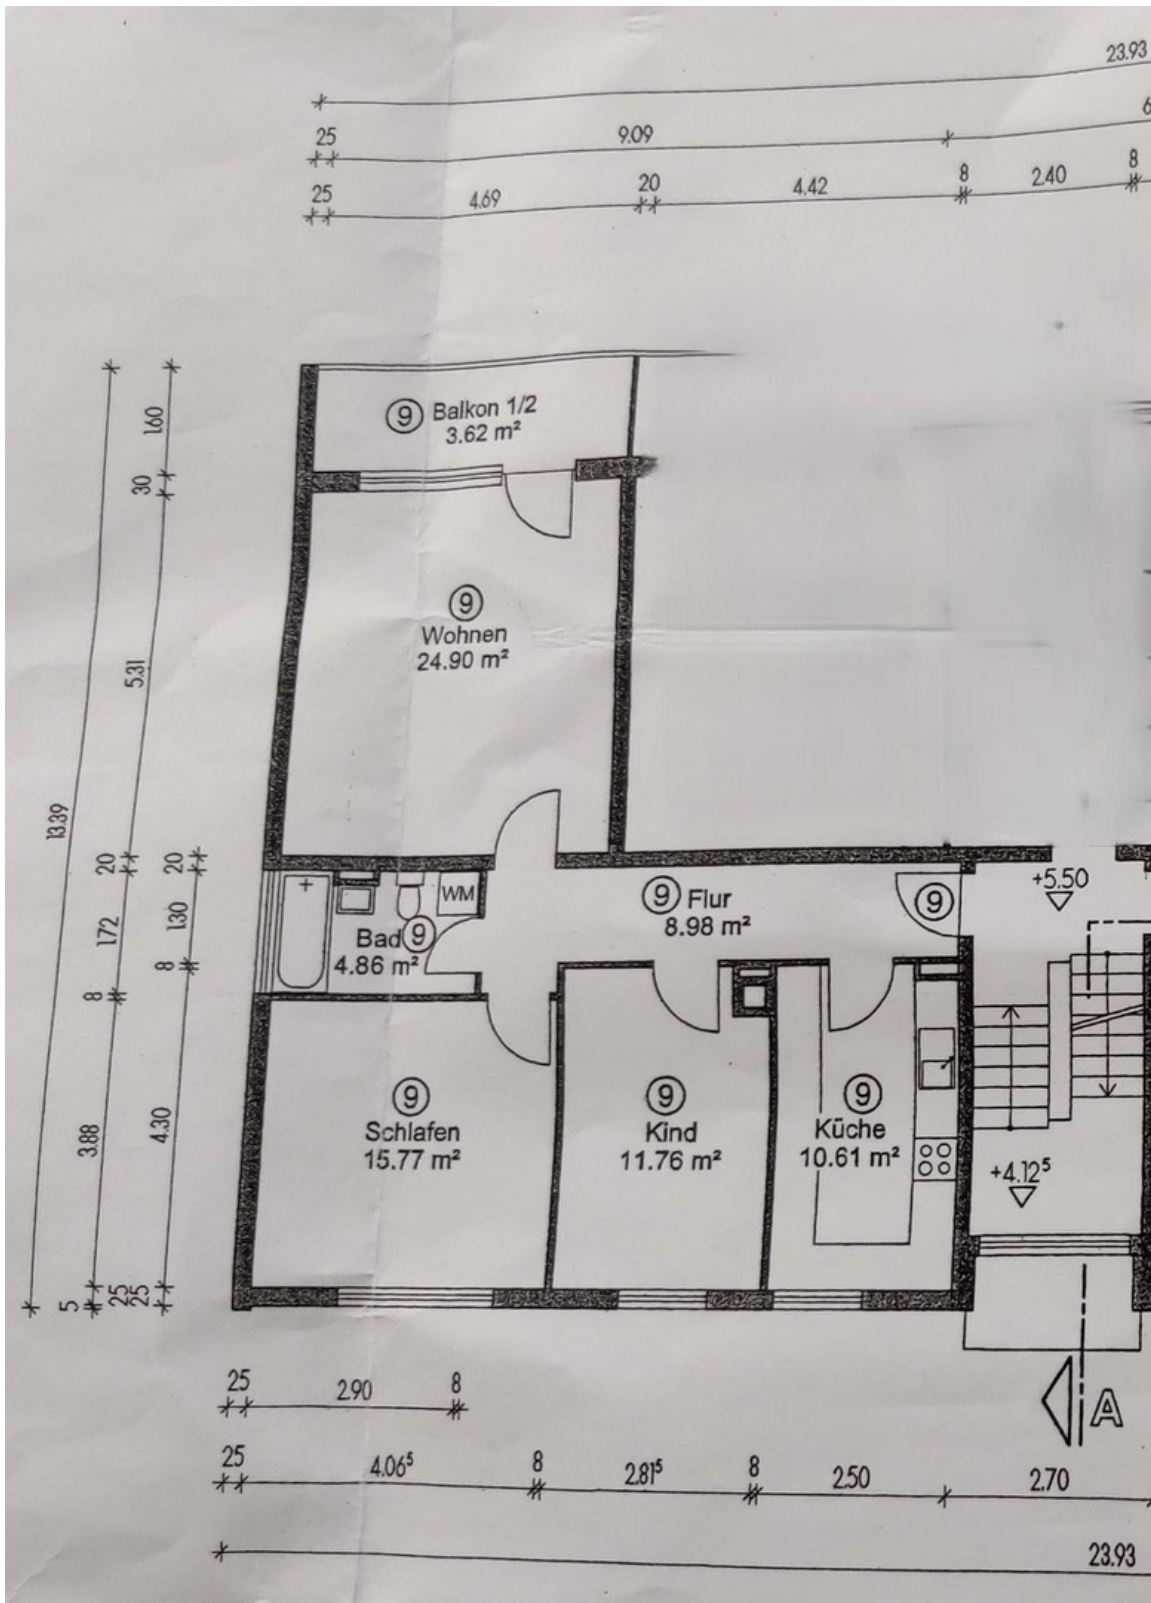 23.93
25 9.09 6
25 4.69 20 4.42 8 2.40 8
1.60
30
5.31
13.39
20 20
1.72 1.30
8 8
3.88 4.30
5 25 25
9 Balkon 1/2
3.62 m²
9
Wohnen
24.90 m²
WM
Bad 9
4.86 m²
9 Flur
8.98 m²
9
+5.50
9
Schlafen
15.77 m²
9
Kind
11.76 m²
9
Küche
10.61 m²
+4.12⁵
A
25 2.90 8
25 4.06⁵ 8 2.81⁵ 8 2.50 2.70
23.93